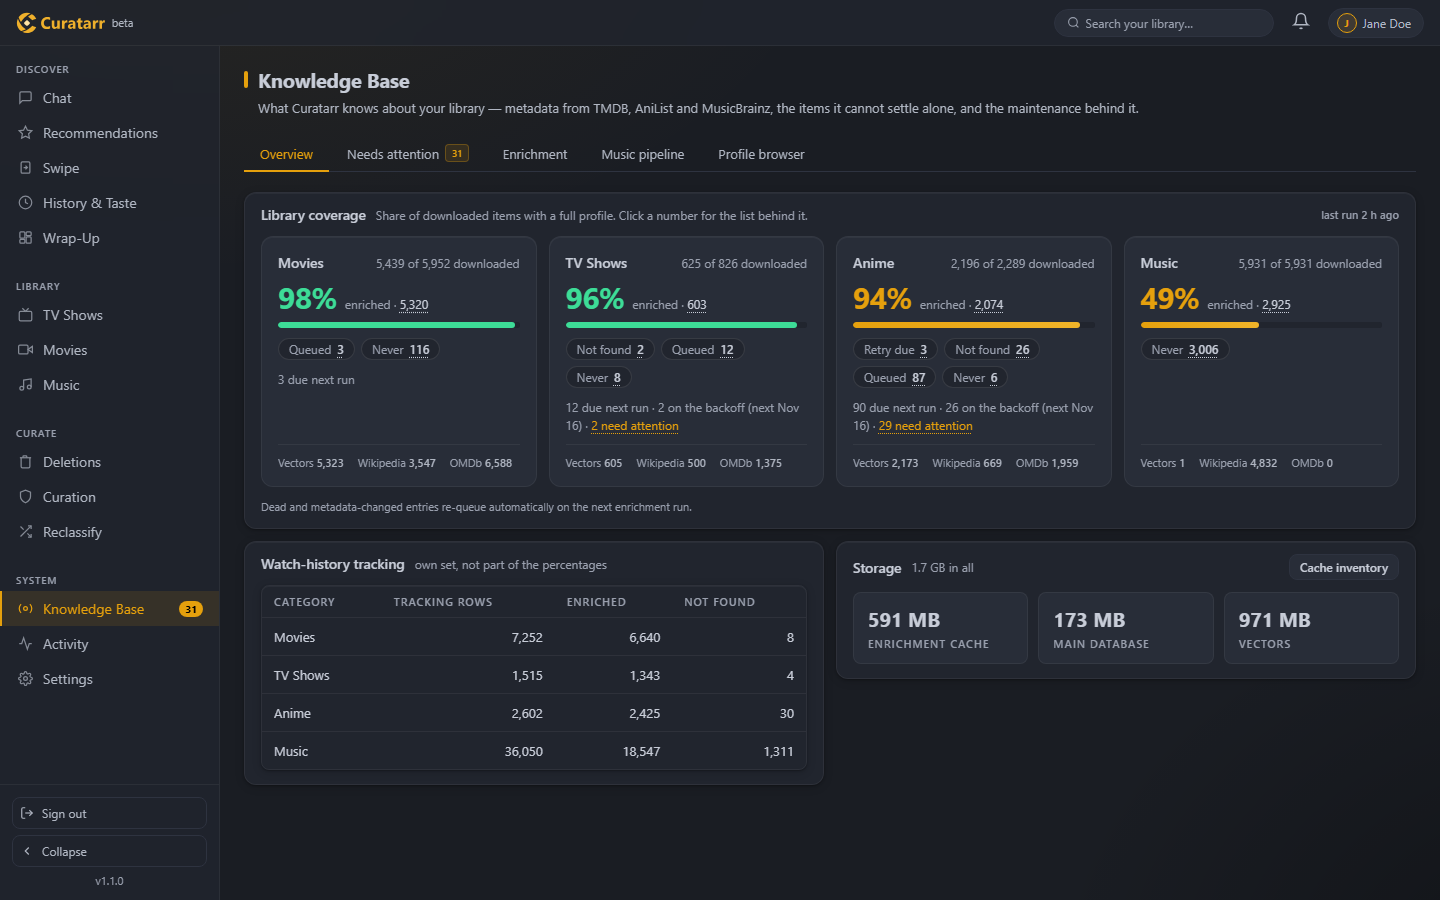 Curatarr beta
Search your library...
J Jane Doe
DISCOVER
Chat
Recommendations
Swipe
History & Taste
Wrap-Up
LIBRARY
TV Shows
Movies
Music
CURATE
Deletions
Curation
Reclassify
SYSTEM
Knowledge Base 31
Activity
Settings
Sign out
Collapse
v1.1.0
Knowledge Base
What Curatarr knows about your library — metadata from TMDB, AniList and MusicBrainz, the items it cannot settle alone, and the maintenance behind it.
Overview Needs attention 31 Enrichment Music pipeline Profile browser
Library coverage Share of downloaded items with a full profile. Click a number for the list behind it. last run 2 h ago
Movies 5,439 of 5,952 downloaded
98% enriched · 5,320
Queued 3 Never 116
3 due next run
Vectors 5,323 Wikipedia 3,547 OMDb 6,588
TV Shows 625 of 826 downloaded
96% enriched · 603
Not found 2 Queued 12
Never 8
12 due next run · 2 on the backoff (next Nov
16) · 2 need attention
Vectors 605 Wikipedia 500 OMDb 1,375
Anime 2,196 of 2,289 downloaded
94% enriched · 2,074
Retry due 3 Not found 26
Queued 87 Never 6
90 due next run · 26 on the backoff (next Nov
16) · 29 need attention
Vectors 2,173 Wikipedia 669 OMDb 1,959
Music 5,931 of 5,931 downloaded
49% enriched · 2,925
Never 3,006
Vectors 1 Wikipedia 4,832 OMDb 0
Dead and metadata-changed entries re-queue automatically on the next enrichment run.
Watch-history tracking own set, not part of the percentages
CATEGORY TRACKING ROWS ENRICHED NOT FOUND
Movies 7,252 6,640 8
TV Shows 1,515 1,343 4
Anime 2,602 2,425 30
Music 36,050 18,547 1,311
Storage 1.7 GB in all Cache inventory
591 MB
ENRICHMENT CACHE
173 MB
MAIN DATABASE
971 MB
VECTORS